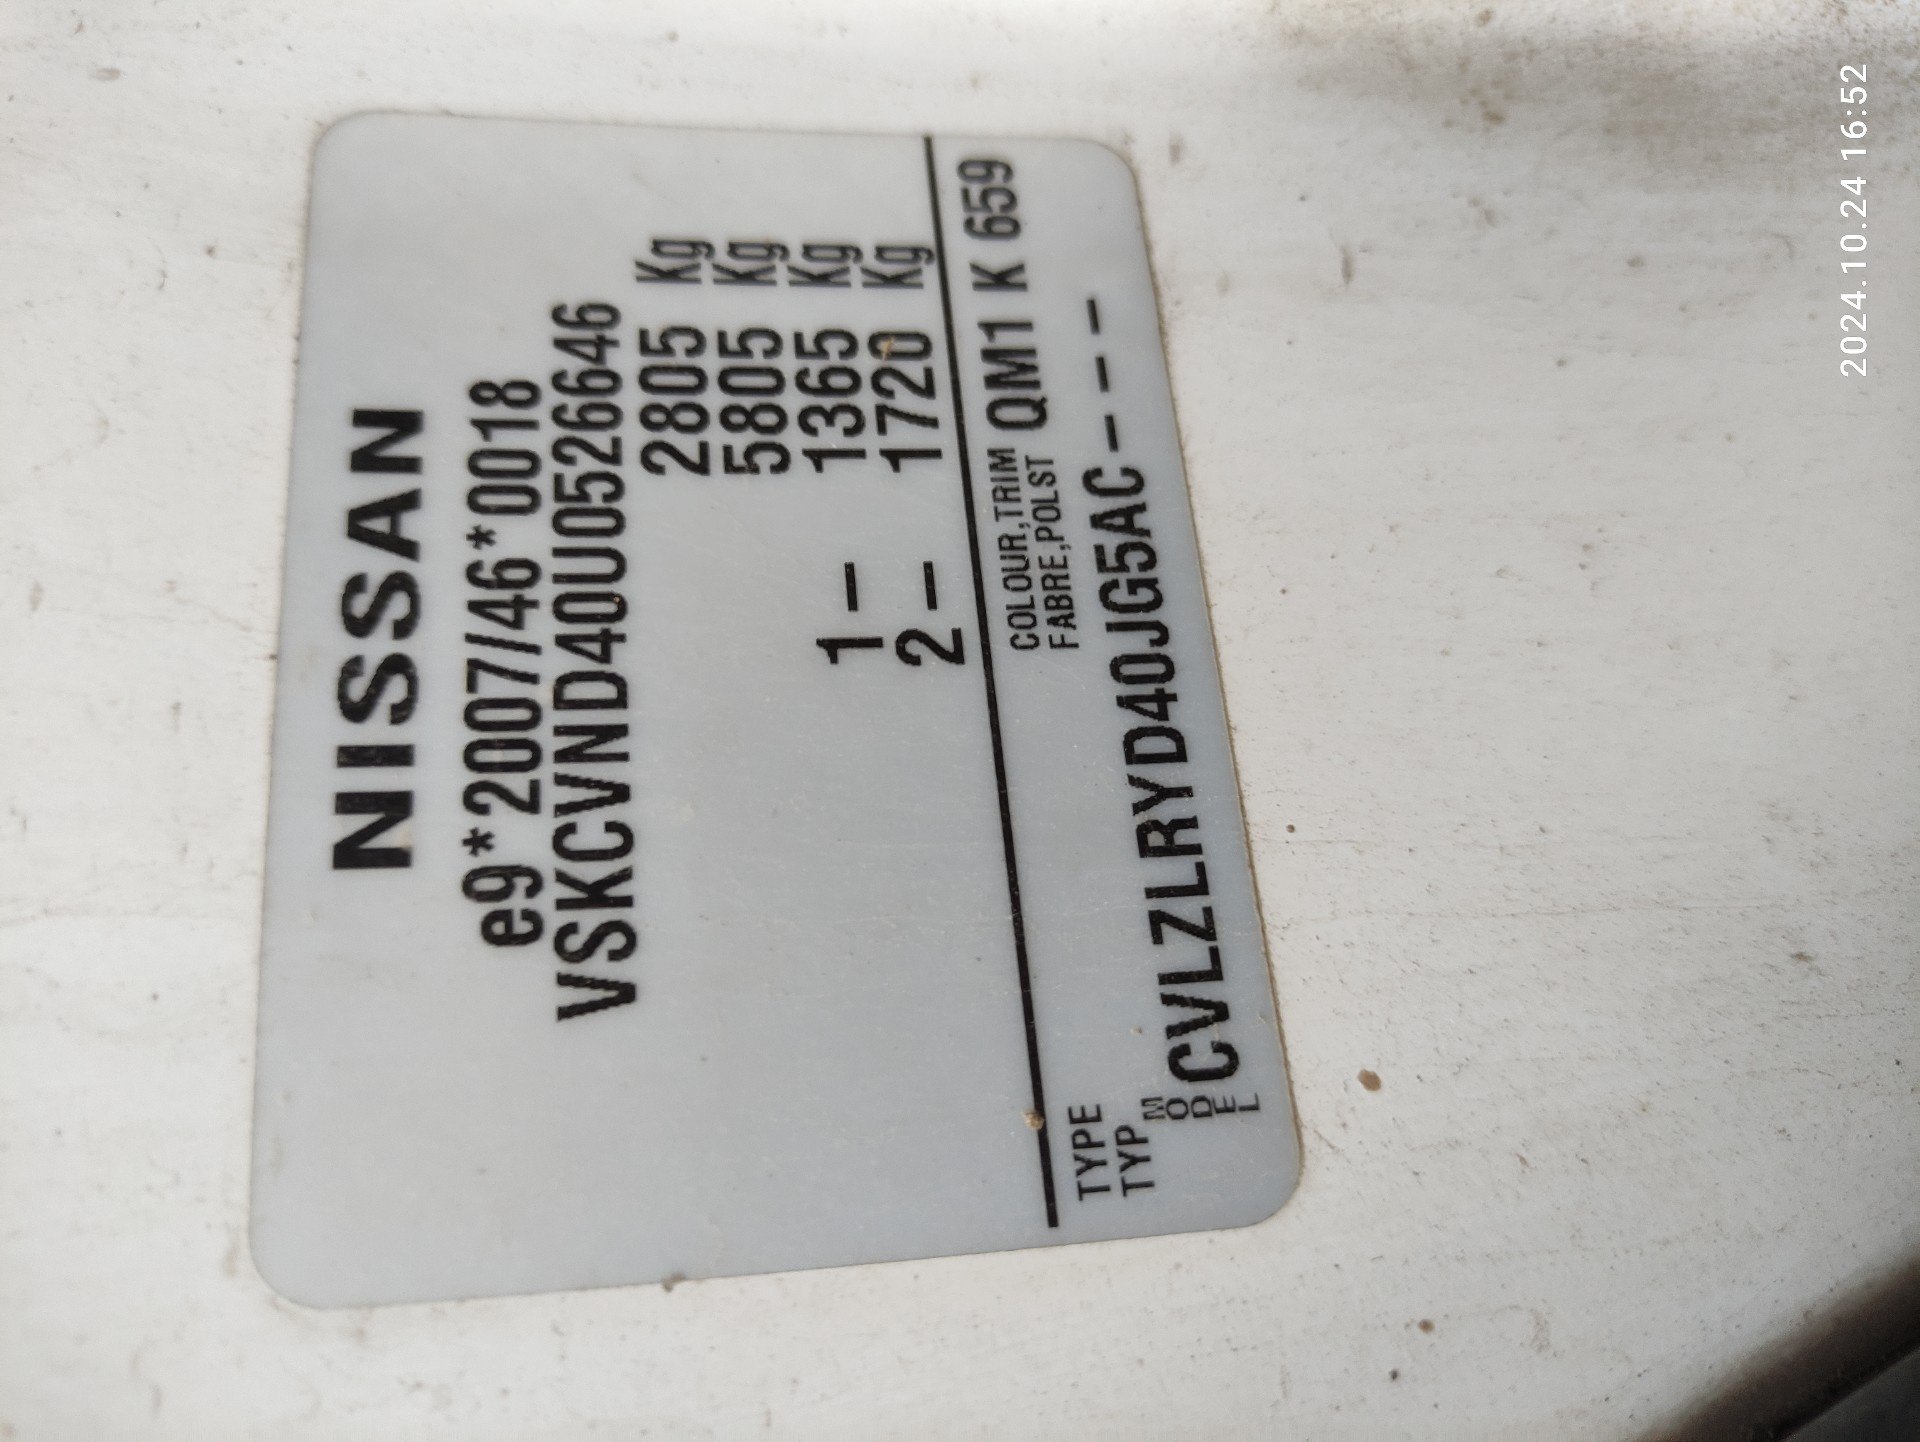 NISSAN
e9*2007/46*0018
VSKCVND40U0526646
2805 Kg
5805 Kg
1 – 1365 Kg
2 – 1720 Kg
COLOUR,TRIM QM1 K 659
FABRE,POLST
TYPE
TYP
MODEL CVLZLRYD40JG5AC----
2024.10.24 16:52